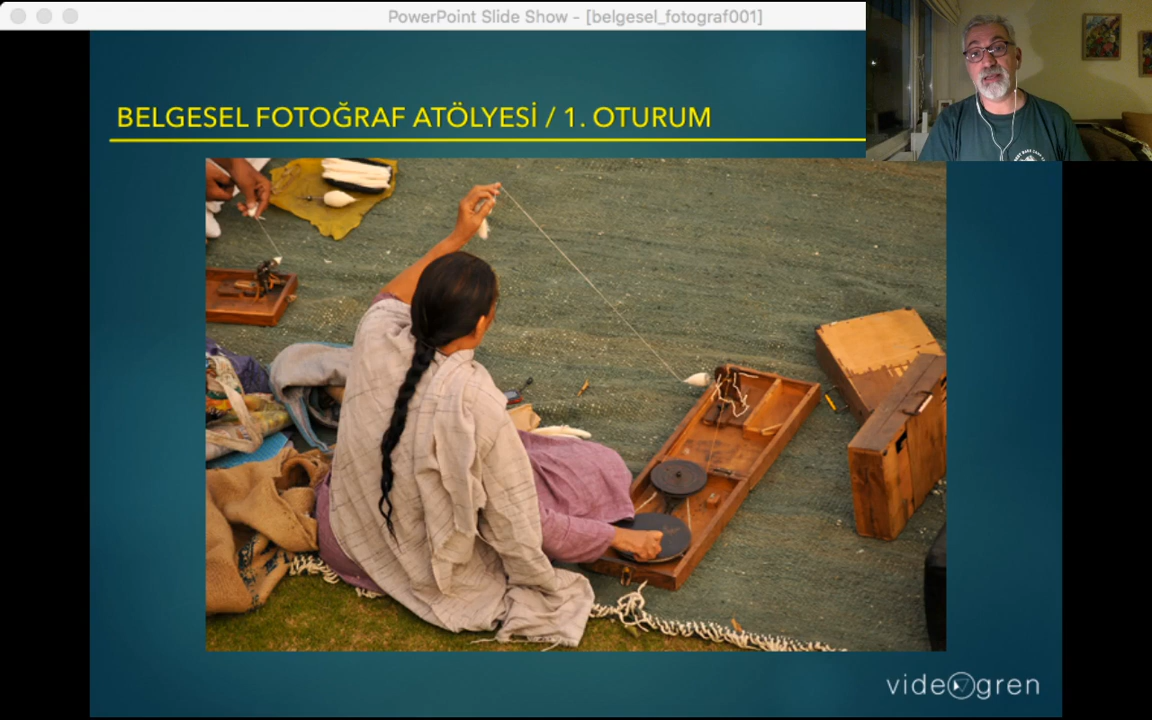 PowerPoint Slide Show - [belgesel_fotograf001]
BELGESEL FOTOĞRAF ATÖLYESİ / 1. OTURUM
videogren